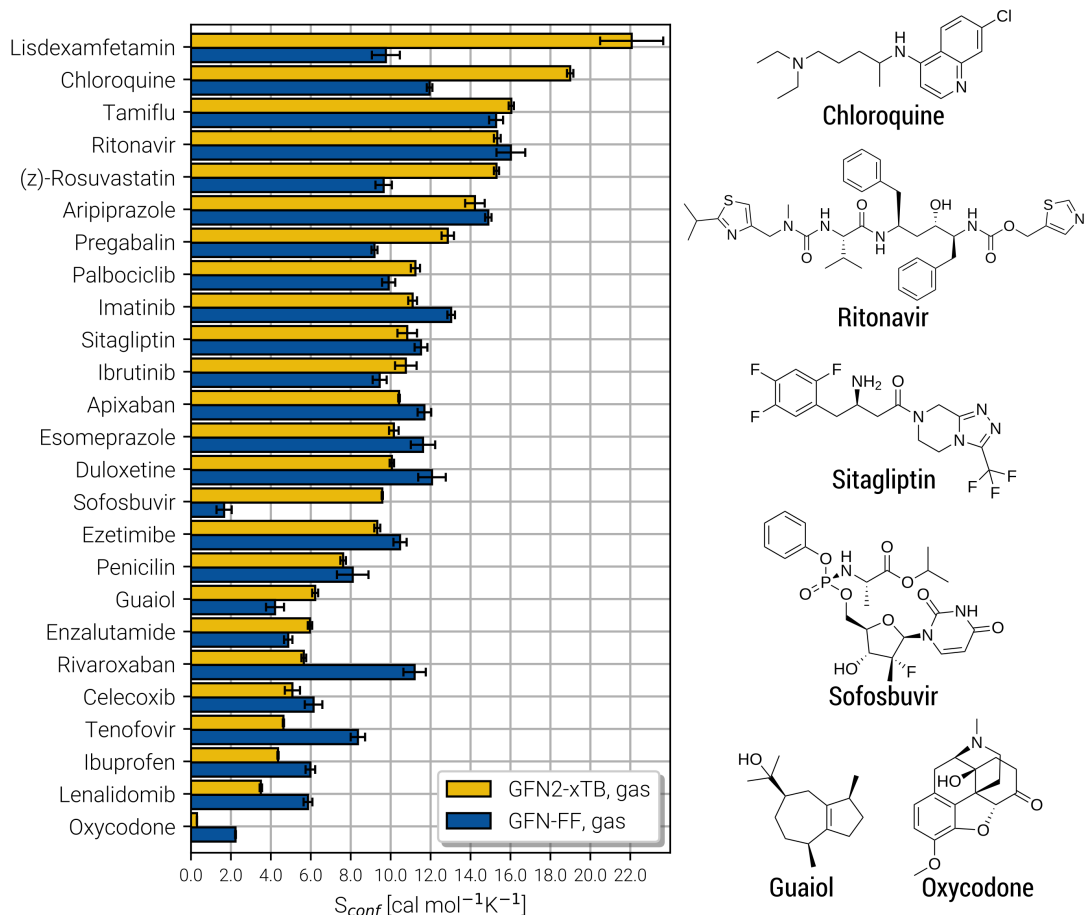 Lisdexamfetamin
Chloroquine
Tamiflu
Ritonavir
(z)-Rosuvastatin
Aripiprazole
Pregabalin
Palbociclib
Imatinib
Sitagliptin
Ibrutinib
Apixaban
Esomeprazole
Duloxetine
Sofosbuvir
Ezetimibe
Penicilin
Guaiol
Enzalutamide
Rivaroxaban
Celecoxib
Tenofovir
Ibuprofen
Lenalidomib
Oxycodone
GFN2-xTB, gas
GFN-FF, gas
0.0 2.0 4.0 6.0 8.0 10.0 12.0 14.0 16.0 18.0 20.0 22.0
S_conf [cal mol⁻¹K⁻¹]
Cl
HN
N
N
Chloroquine
S
N
N
H
N
O
O
HN
OH
H
N
O
O
S
N
Ritonavir
F
F
F
NH₂
O
N
N
N
N
F
F
F
Sitagliptin
O
O
P
H
N
O
O
O
O
N
NH
O
O
HO
F
Sofosbuvir
HO
Guaiol
N
HO
O
O
O
Oxycodone